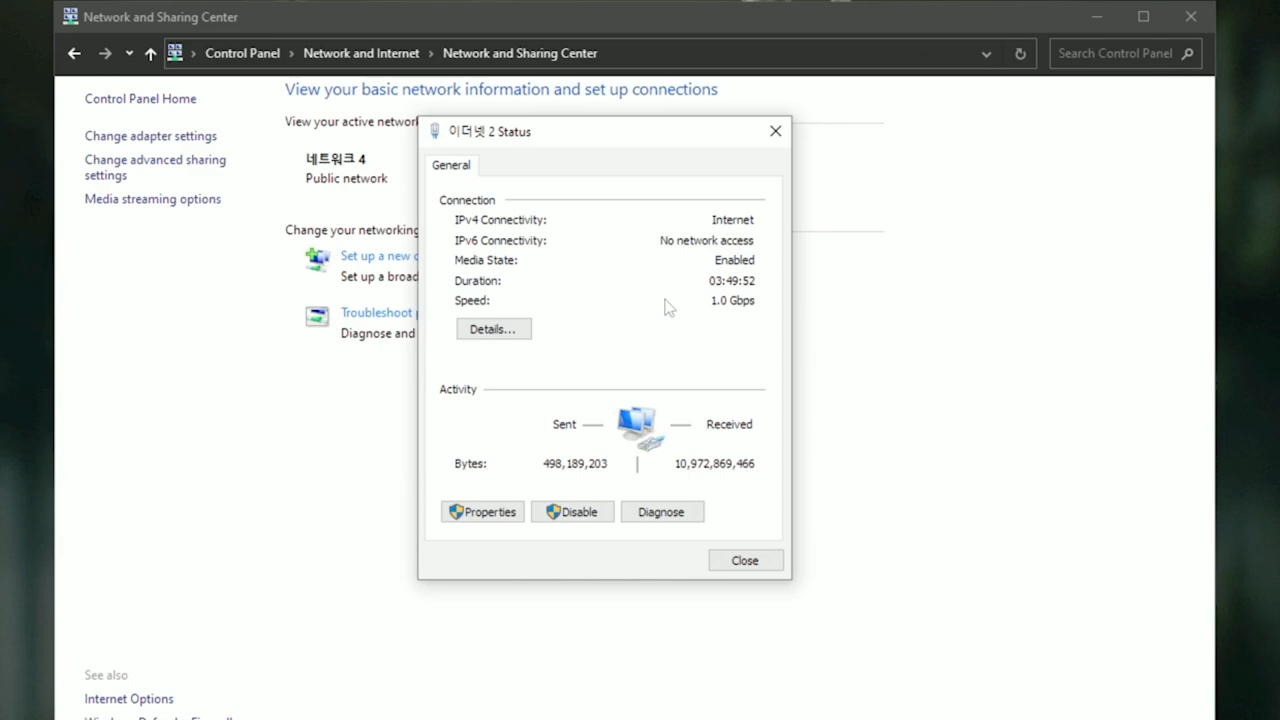 Network and Sharing Center
Control Panel > Network and Internet > Network and Sharing Center
Search Control Panel
Control Panel Home
Change adapter settings
Change advanced sharing
settings
Media streaming options
View your basic network information and set up connections
View your active
네트워크 4
Public network
Change your networking
Set up a new
Set up a
Troubleshoot
Diagnose and
이더넷 2 Status
General
Connection
IPv4 Connectivity: Internet
IPv6 Connectivity: No network access
Media State: Enabled
Duration: 03:49:52
Speed: 1.0 Gbps
Details...
Activity
Sent Received
Bytes: 498,189,203 10,972,869,466
Properties Disable Diagnose
Close
See also
Internet Options